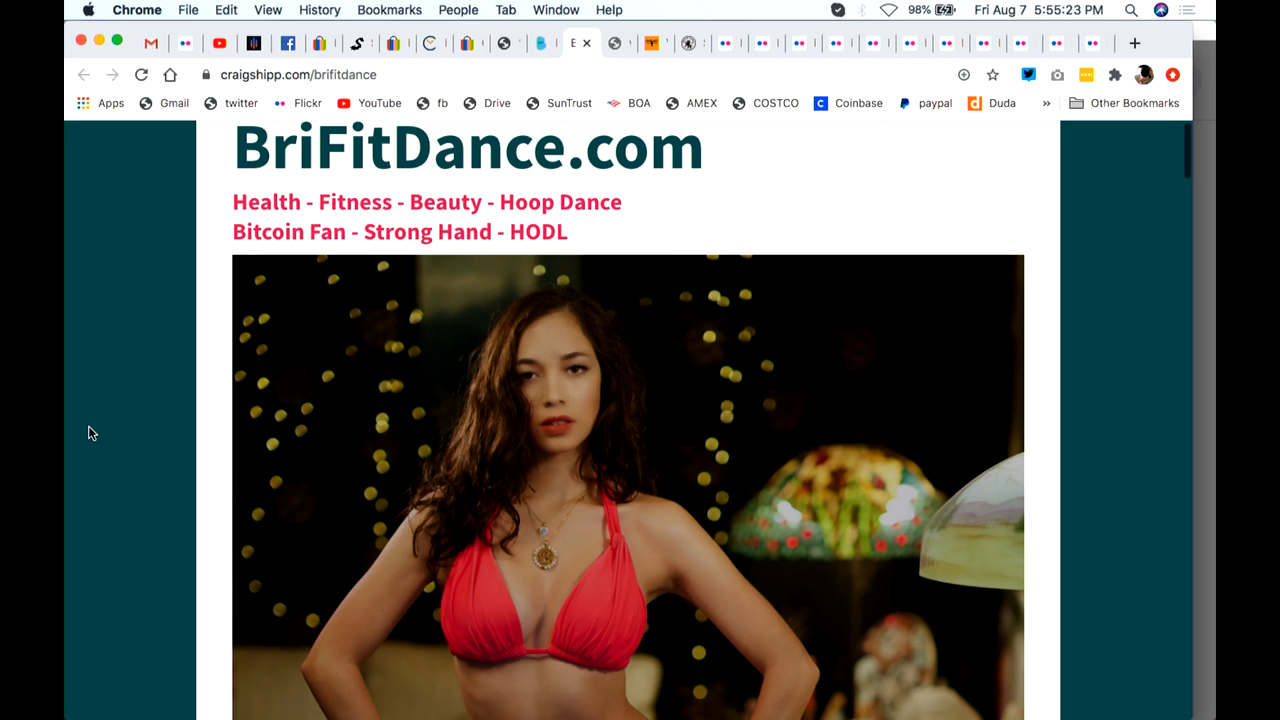 Chrome File Edit View History Bookmarks People Tab Window Help 98% Fri Aug 7 5:55:23 PM
craigshipp.com/brifitdance
Apps Gmail twitter Flickr YouTube fb Drive SunTrust BOA AMEX COSTCO Coinbase paypal Duda » Other Bookmarks
BriFitDance.com
Health - Fitness - Beauty - Hoop Dance
Bitcoin Fan - Strong Hand - HODL